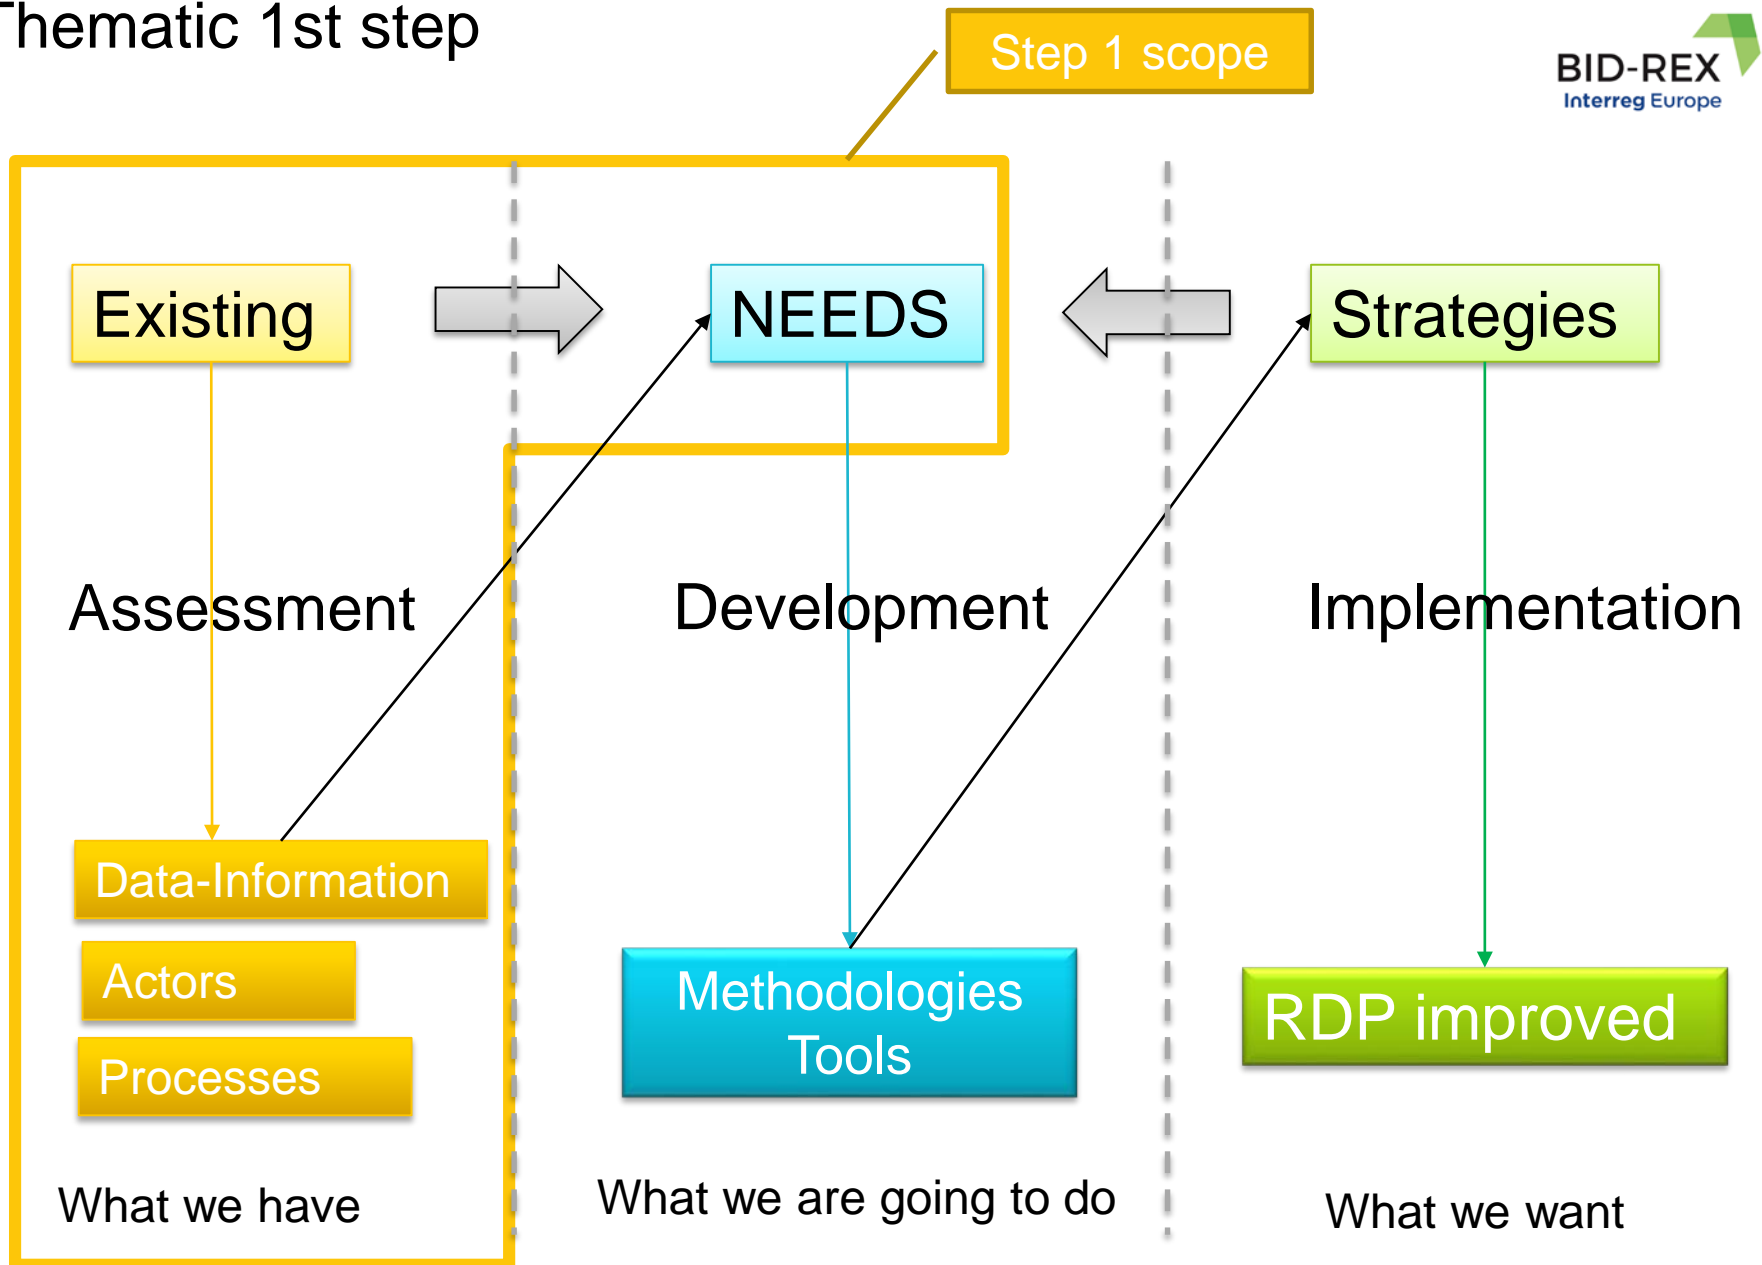 Thematic 1st step
Step 1 scope
BID-REX
Interreg Europe
Existing
NEEDS
Strategies
Assessment
Development
Implementation
Data-Information
Actors
Processes
Methodologies
Tools
RDP improved
What we have
What we are going to do
What we want